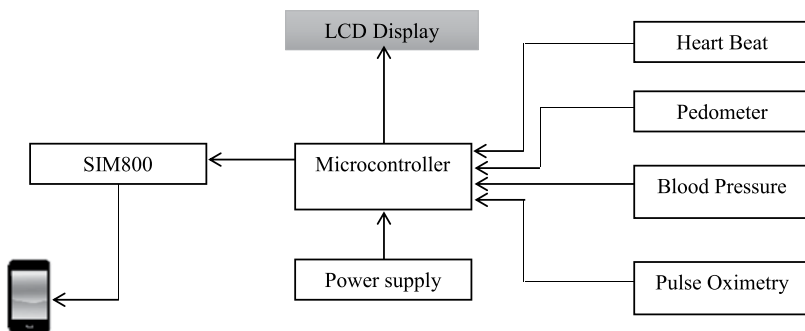 LCD Display
Heart Beat
Pedometer
SIM800
Microcontroller
Blood Pressure
Power supply
Pulse Oximetry